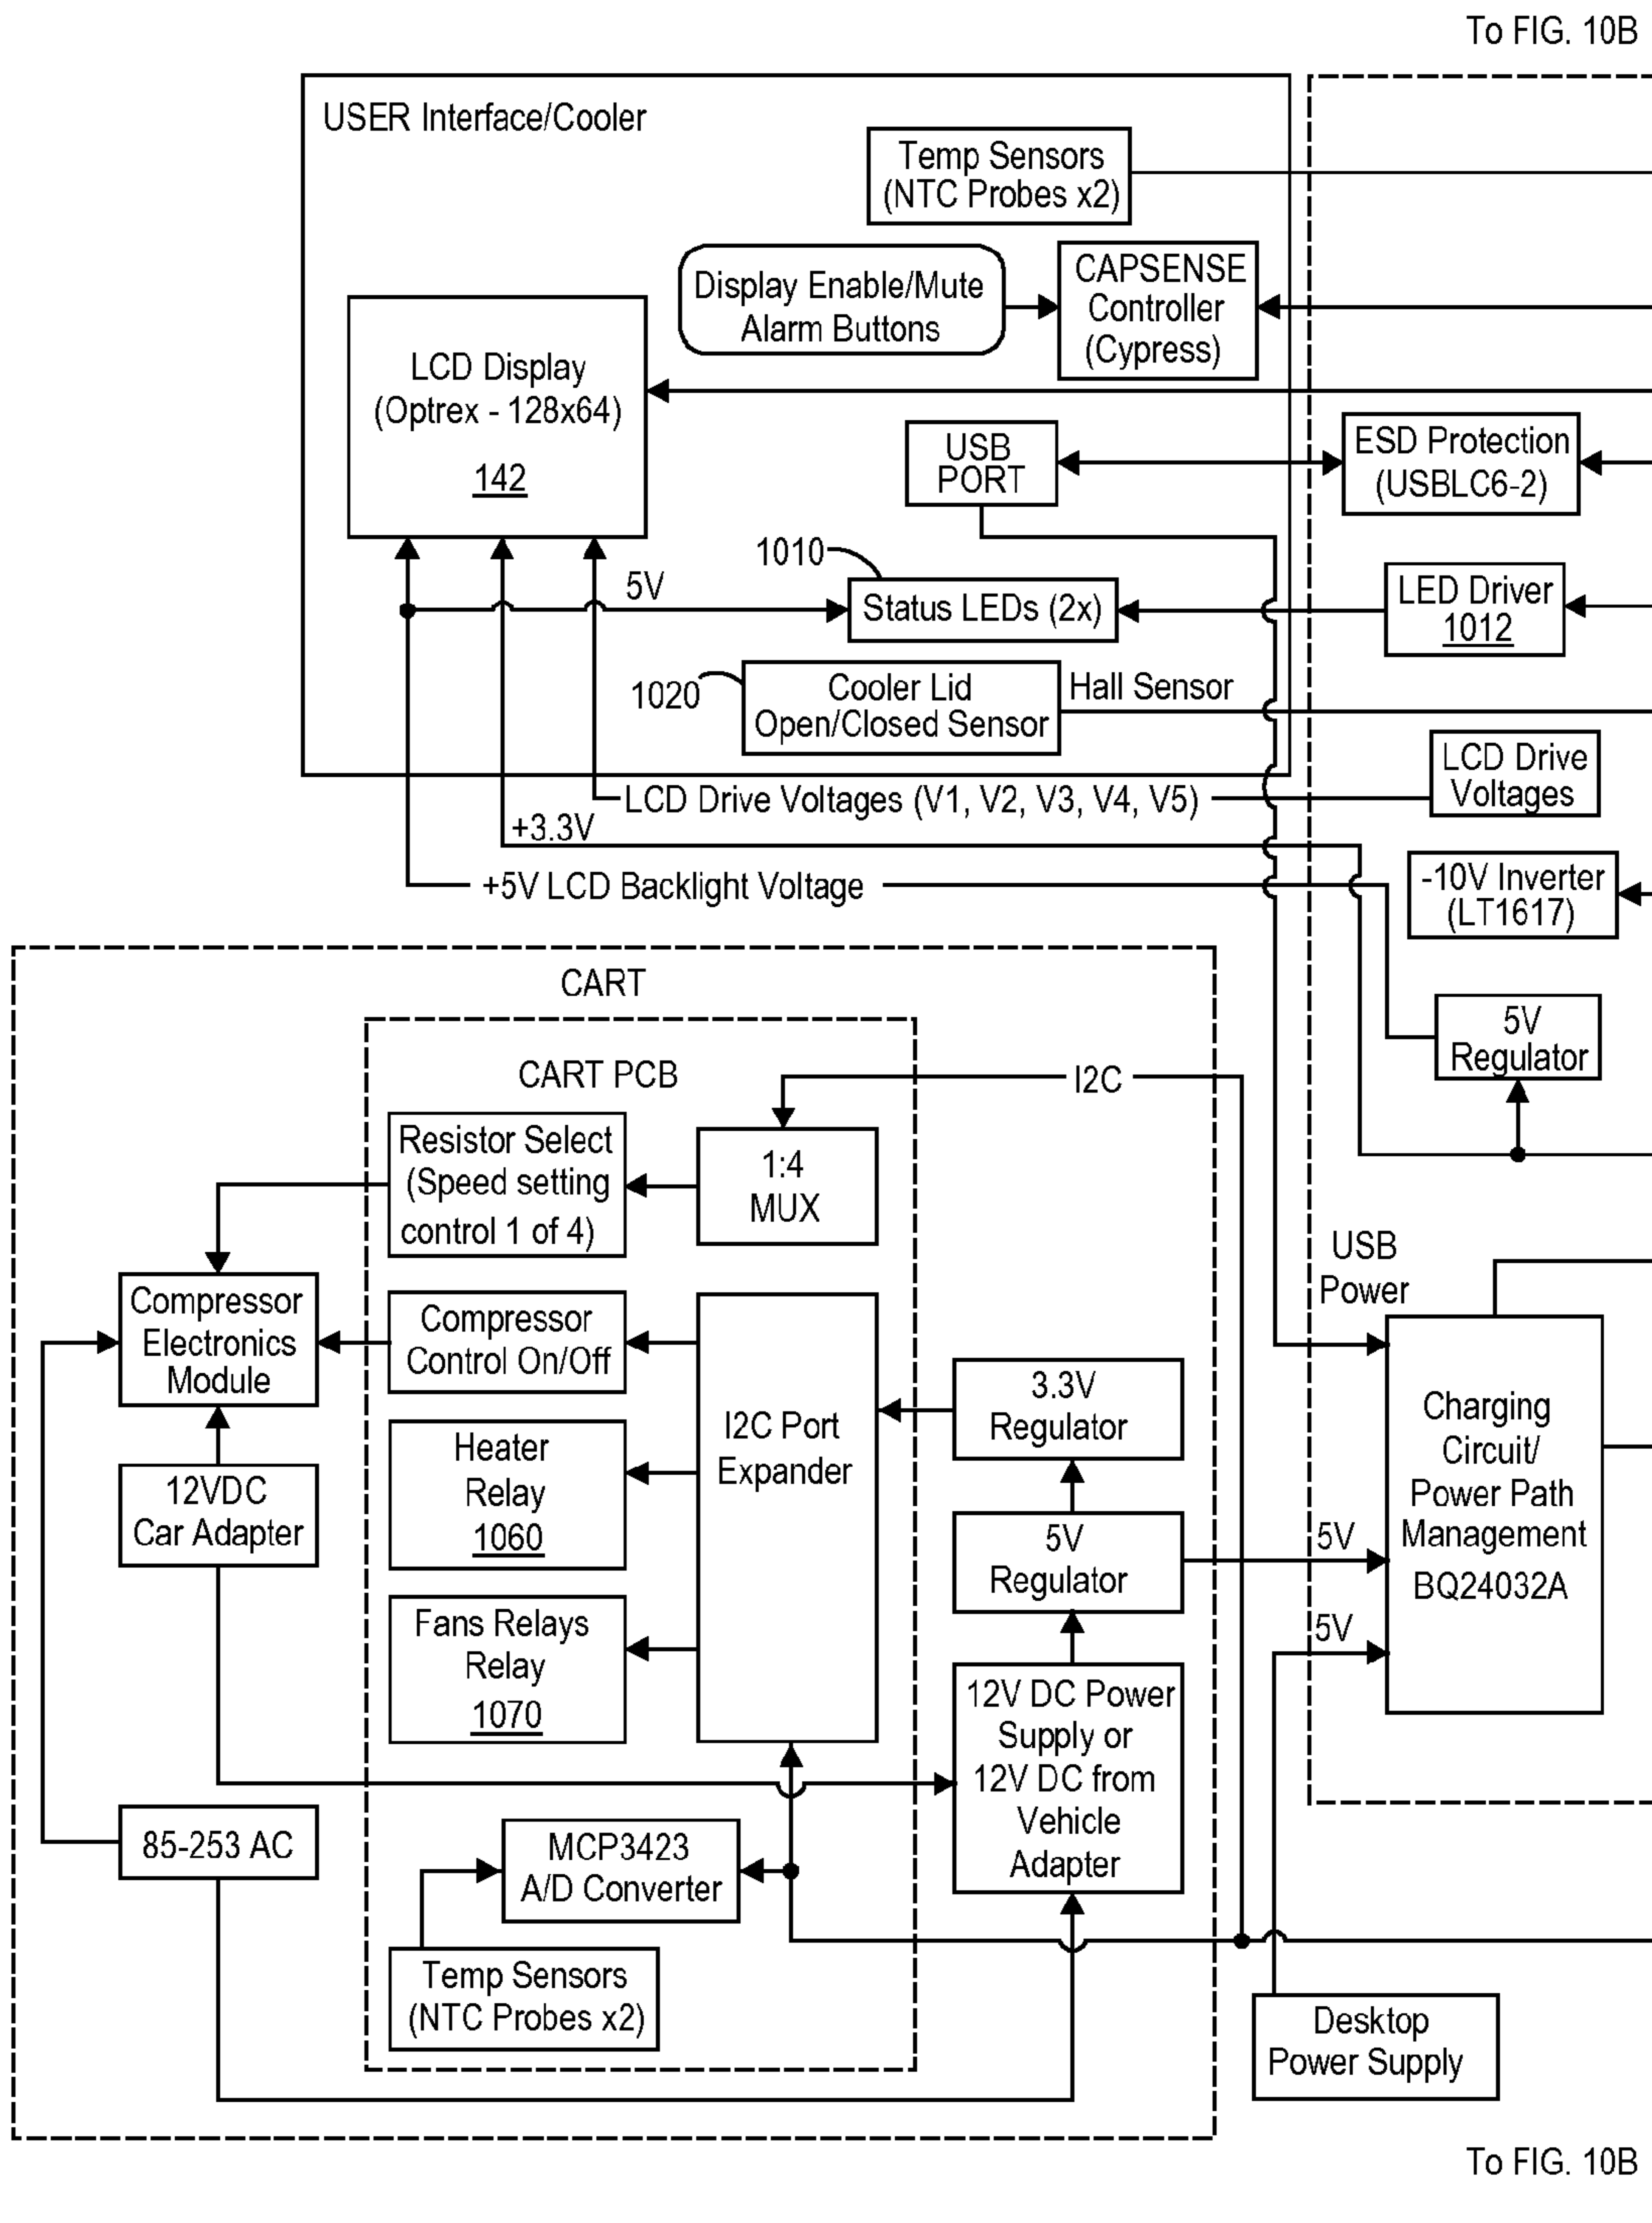 To FIG. 10B
USER Interface/Cooler
Temp Sensors
(NTC Probes x2)
Display Enable/Mute
Alarm Buttons
CAPSENSE
Controller
(Cypress)
LCD Display
(Optrex - 128x64)
142
USB
PORT
ESD Protection
(USBLC6-2)
1010
5V
Status LEDs (2x)
LED Driver
1012
1020
Cooler Lid
Open/Closed Sensor
Hall Sensor
LCD Drive
Voltages
LCD Drive Voltages (V1, V2, V3, V4, V5)
+3.3V
+5V LCD Backlight Voltage
-10V Inverter
(LT1617)
5V
Regulator
CART
CART PCB
I2C
Resistor Select
(Speed setting
control 1 of 4)
1:4
MUX
Compressor
Electronics
Module
Compressor
Control On/Off
I2C Port
Expander
3.3V
Regulator
USB
Power
Charging
Circuit/
Power Path
Management
BQ24032A
12VDC
Car Adapter
Heater
Relay
1060
5V
Regulator
5V
5V
Fans Relays
Relay
1070
12V DC Power
Supply or
12V DC from
Vehicle
Adapter
85-253 AC
MCP3423
A/D Converter
Temp Sensors
(NTC Probes x2)
Desktop
Power Supply
To FIG. 10B